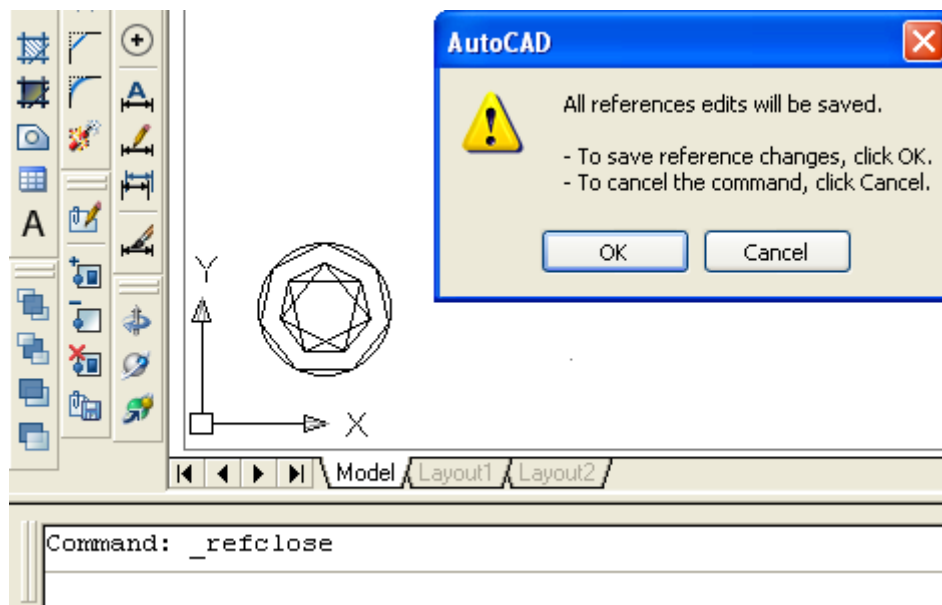 AutoCAD
All references edits will be saved.
- To save reference changes, click OK.
- To cancel the command, click Cancel.
OK
Cancel
A
A
Y
X
Model
Layout1
Layout2
Command: _refclose